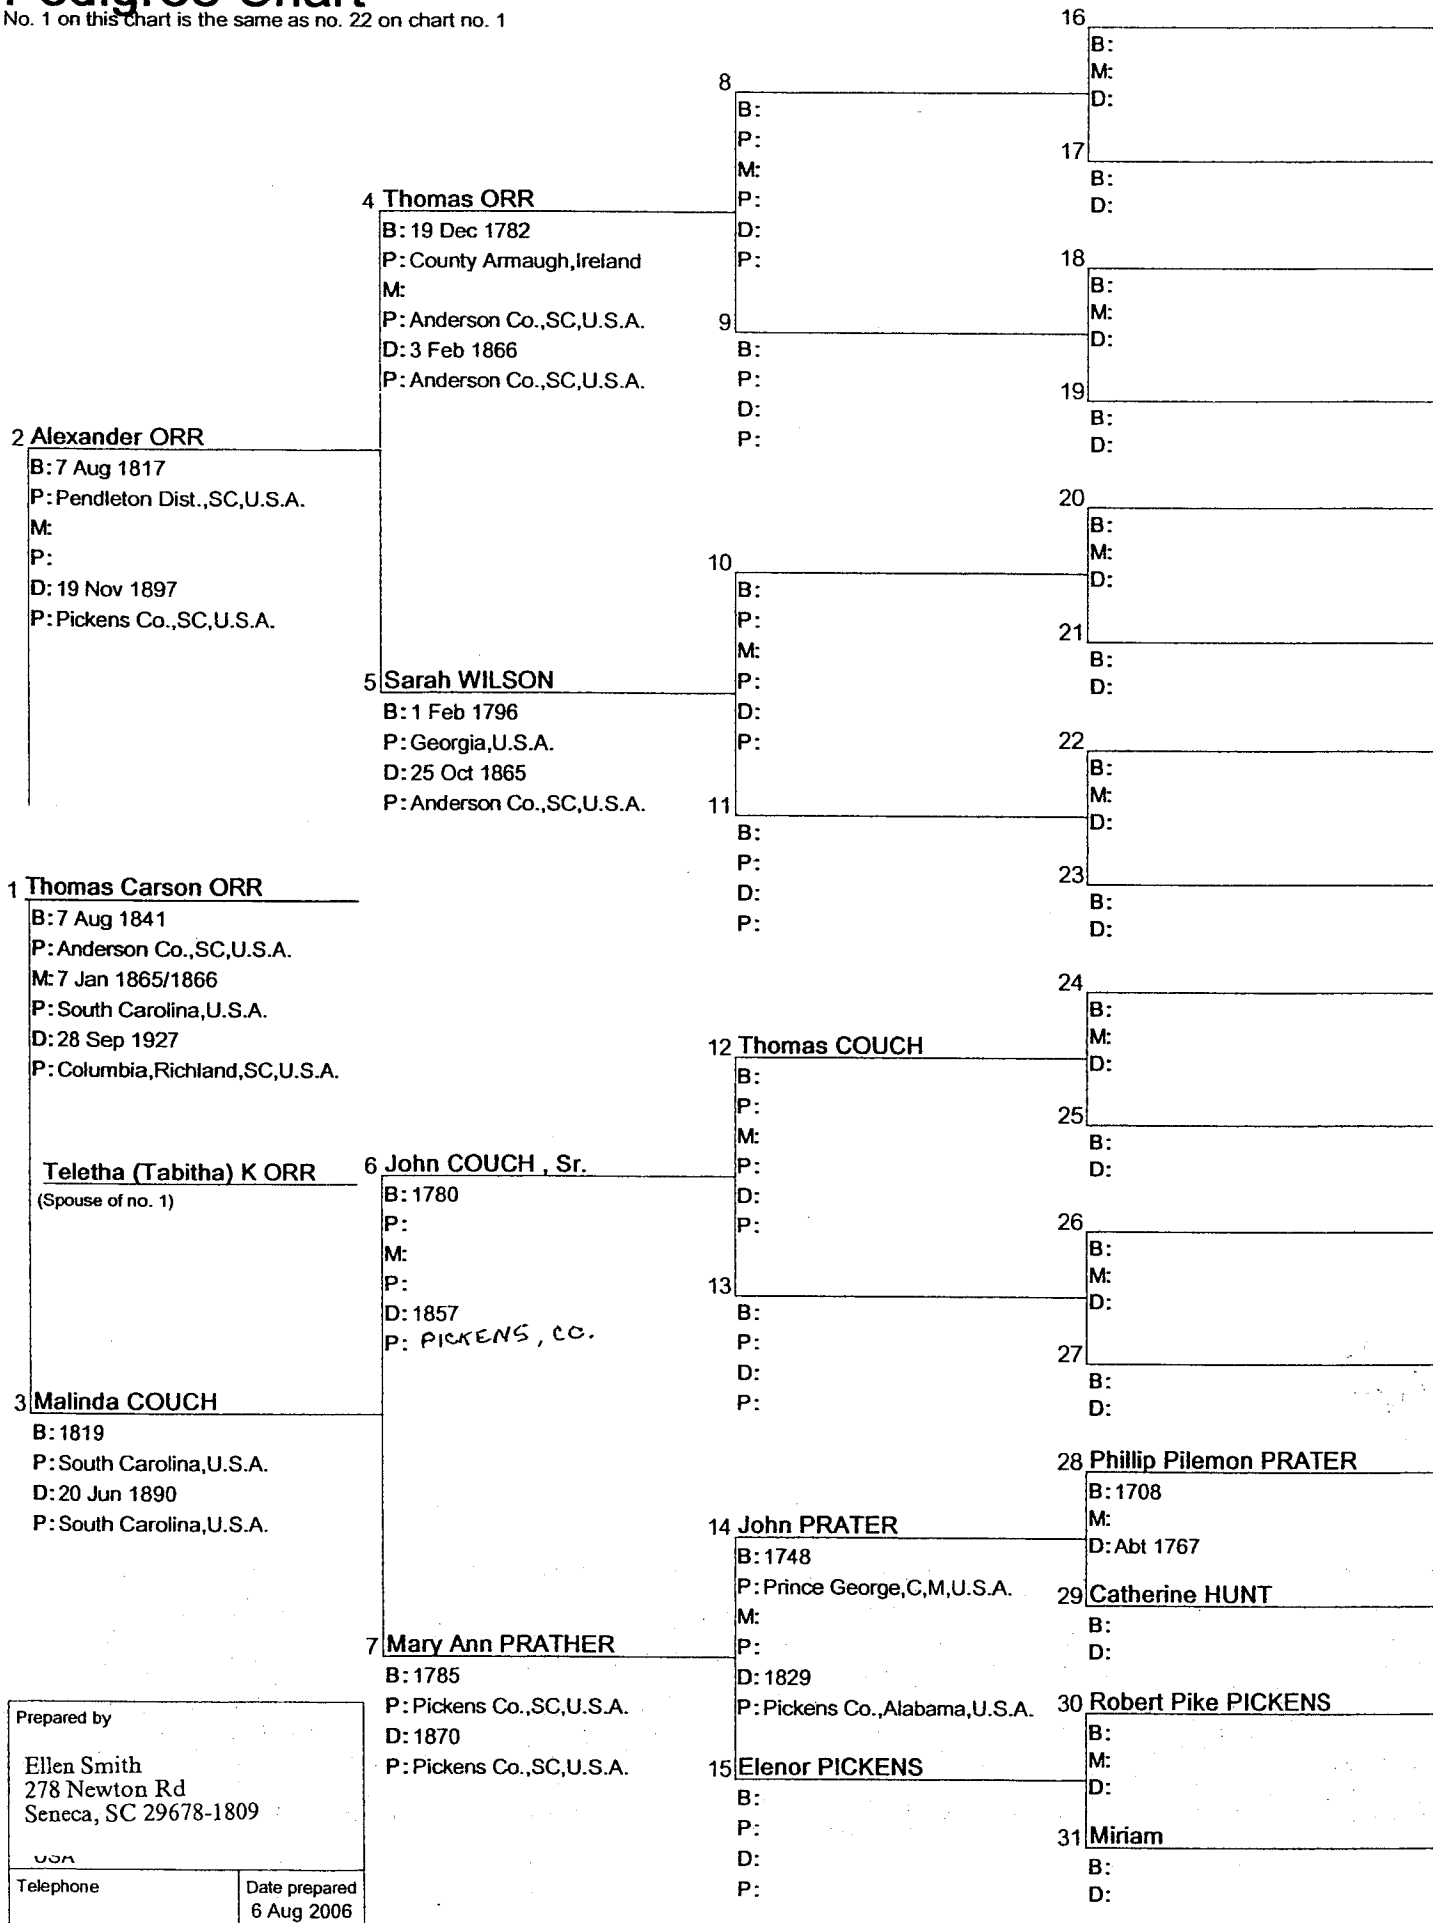 Pedigree Chart
No. 1 on this chart is the same as no. 22 on chart no. 1
2 Alexander ORR
B: 7 Aug 1817
P: Pendleton Dist.,SC,U.S.A.
M:
P:
D: 19 Nov 1897
P: Pickens Co.,SC,U.S.A.
1 Thomas Carson ORR
B: 7 Aug 1841
P: Anderson Co.,SC,U.S.A.
M: 7 Jan 1865/1866
P: South Carolina,U.S.A.
D: 28 Sep 1927
P: Columbia,Richland,SC,U.S.A.
Teletha (Tabitha) K ORR
(Spouse of no. 1)
3 Malinda COUCH
B: 1819
P: South Carolina,U.S.A.
D: 20 Jun 1890
P: South Carolina,U.S.A.
4 Thomas ORR
B: 19 Dec 1782
P: County Armaugh,Ireland
M:
P: Anderson Co.,SC,U.S.A.
D: 3 Feb 1866
P: Anderson Co.,SC,U.S.A.
5 Sarah WILSON
B: 1 Feb 1796
P: Georgia,U.S.A.
D: 25 Oct 1865
P: Anderson Co.,SC,U.S.A.
6 John COUCH , Sr.
B: 1780
P:
M:
P:
D: 1857
P: PICKENS, CO.
7 Mary Ann PRATHER
B: 1785
P: Pickens Co.,SC,U.S.A.
D: 1870
P: Pickens Co.,SC,U.S.A.
8
B:
P:
M:
P:
D:
P:
9
B:
P:
D:
P:
10
B:
P:
M:
P:
D:
P:
11
B:
P:
D:
P:
12 Thomas COUCH
B:
P:
M:
P:
D:
P:
13
B:
P:
D:
P:
14 John PRATER
B: 1748
P: Prince George,C,M,U.S.A.
M:
P:
D: 1829
P: Pickens Co.,Alabama,U.S.A.
15 Elenor PICKENS
B:
P:
D:
P:
16
B:
M:
D:
17
B:
D:
18
B:
M:
D:
19
B:
D:
20
B:
M:
D:
21
B:
D:
22
B:
M:
D:
23
B:
D:
24
B:
M:
D:
25
B:
D:
26
B:
M:
D:
27
B:
D:
28 Phillip Pilemon PRATER
B: 1708
M:
D: Abt 1767
29 Catherine HUNT
B:
D:
30 Robert Pike PICKENS
B:
M:
D:
31 Miriam
B:
D:
Prepared by
Ellen Smith
278 Newton Rd
Seneca, SC 29678-1809
USA
Telephone
Date prepared
6 Aug 2006